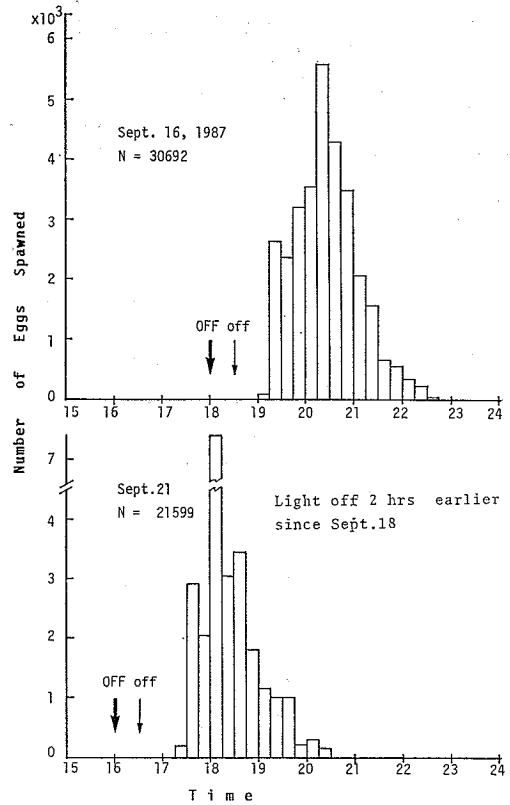 x10³
6
5
4
3
2
1
0
Sept. 16, 1987
N = 30692
OFF off
15 16 17 18 19 20 21 22 23 24
Number of Eggs Spawned
7
4
3
2
1
0
Sept.21
N = 21599
Light off 2 hrs earlier
since Sept.18
OFF off
15 16 17 18 19 20 21 22 23 24
Time